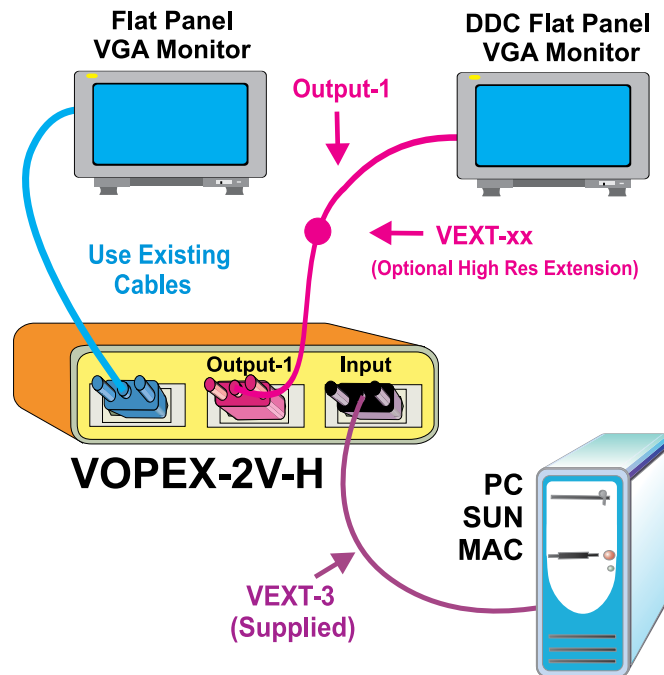 Flat Panel
VGA Monitor
DDC Flat Panel
VGA Monitor
Output-1
VEXT-xx
(Optional High Res Extension)
Use Existing
Cables
Output-1
Input
VOPEX-2V-H
PC
SUN
MAC
VEXT-3
(Supplied)